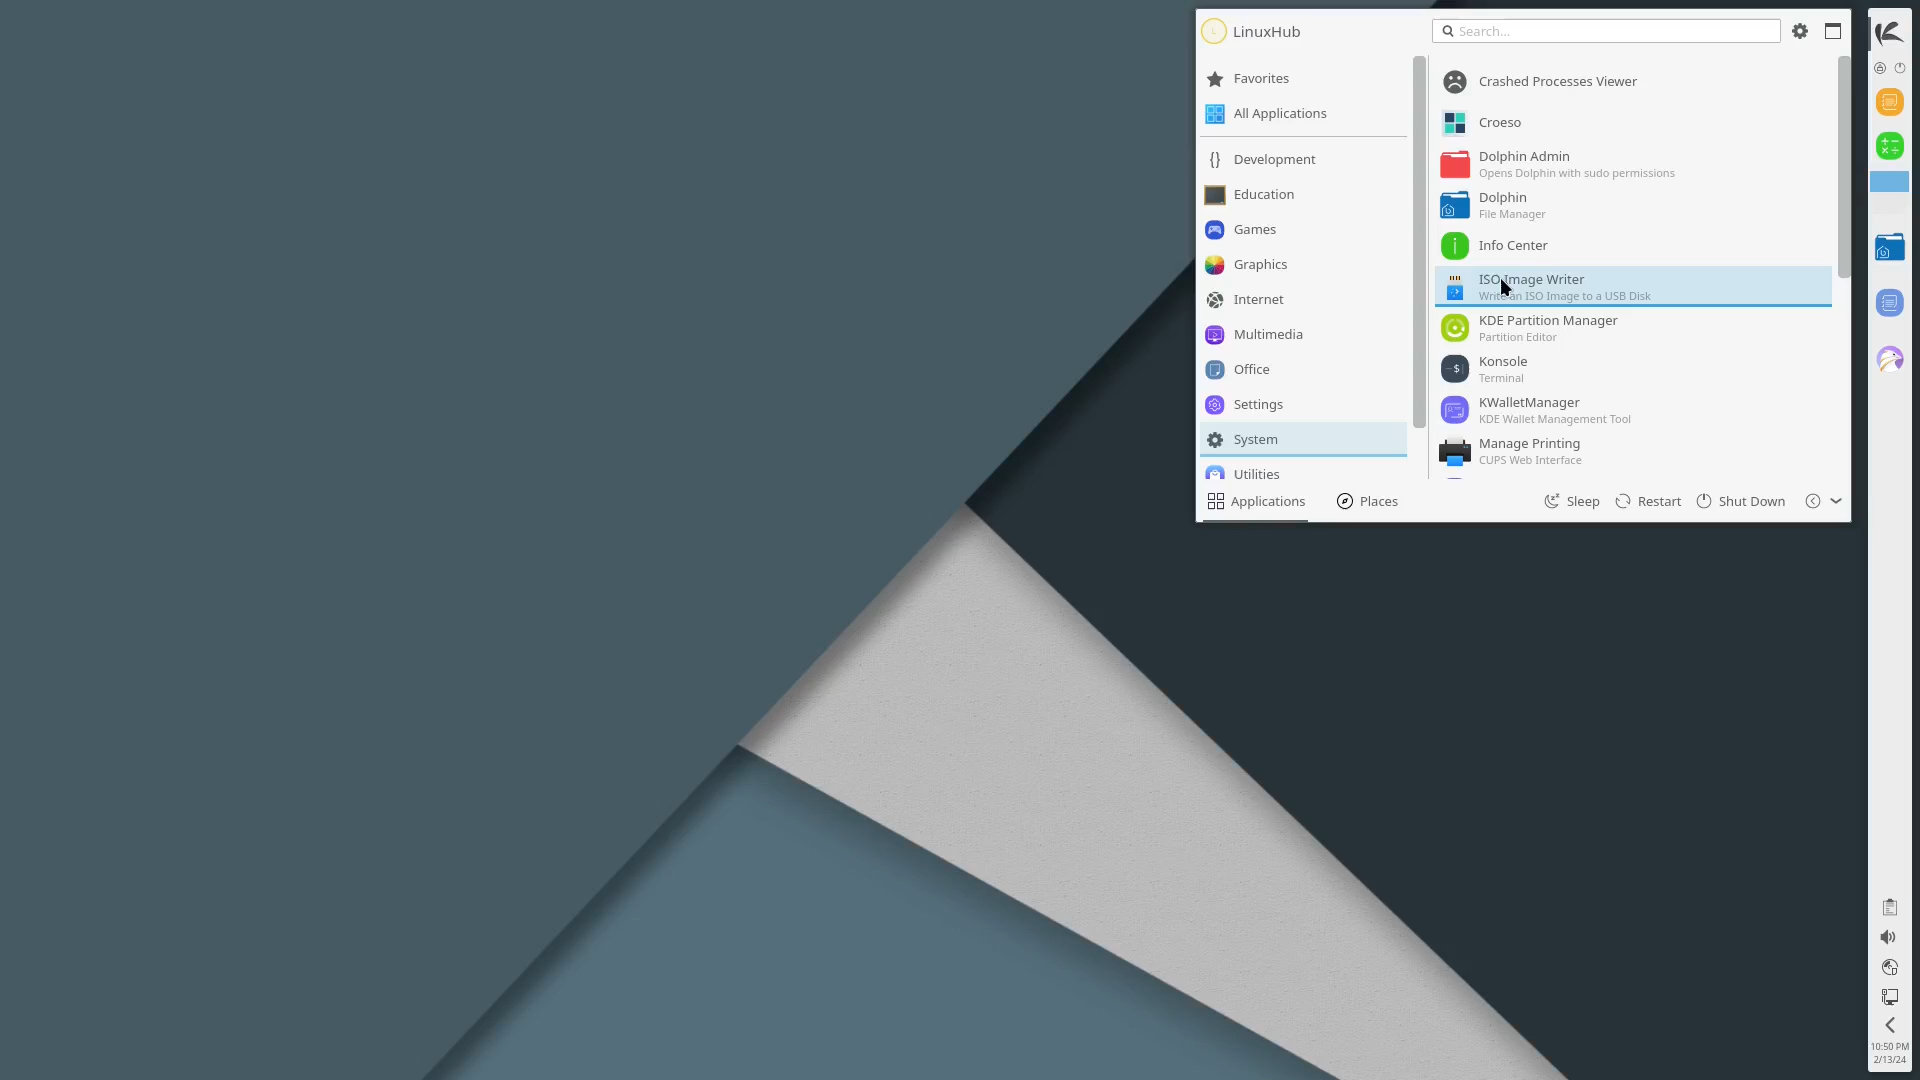 LinuxHub
Search...
Favorites
All Applications
Development
Education
Games
Graphics
Internet
Multimedia
Office
Settings
System
Utilities
Crashed Processes Viewer
Croeso
Dolphin Admin
Opens Dolphin with sudo permissions
Dolphin
File Manager
Info Center
ISO Image Writer
Write an ISO Image to a USB Disk
KDE Partition Manager
Partition Editor
Konsole
Terminal
KWalletManager
KDE Wallet Management Tool
Manage Printing
CUPS Web Interface
Applications
Places
Sleep
Restart
Shut Down
10:50 PM
2/13/24